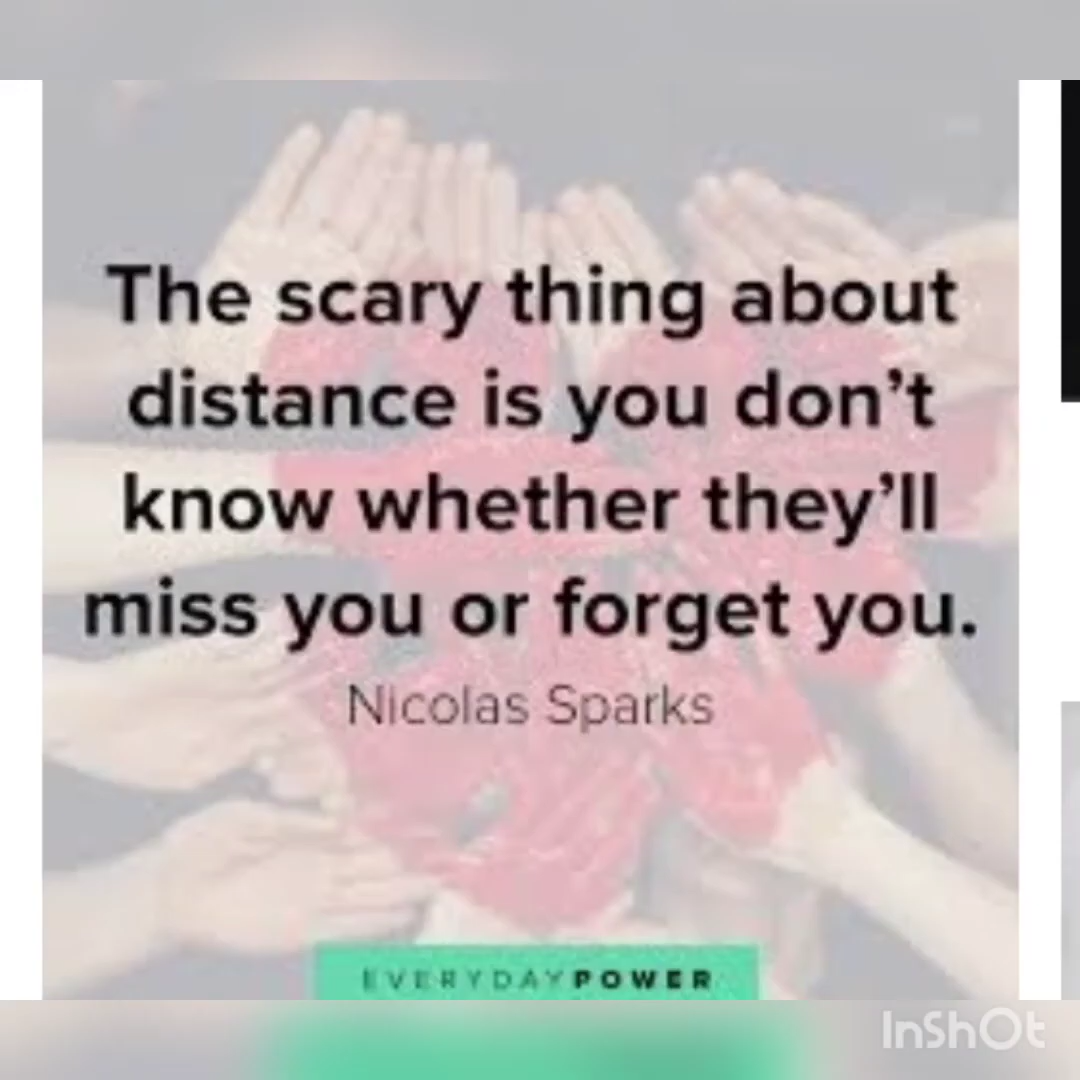 The scary thing about
distance is you don't
know whether they'll
miss you or forget you.
Nicolas Sparks
EVERYDAYPOWER
InShOt